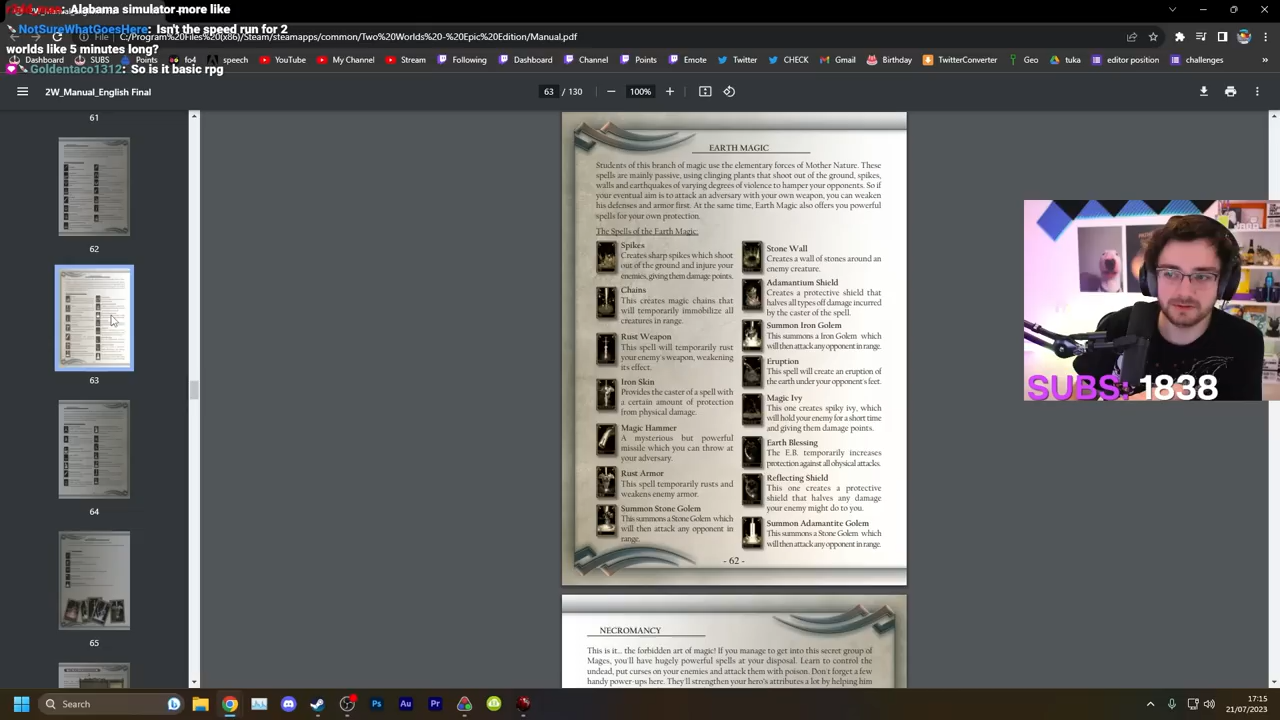 Alabama simulator more like
NotSureWhatGoesHere: Isn't the speed run for 2
worlds like 5 minutes long?
Goldentaco1312: So is it basic rpg
File
C:/Program%20Files%20(x86)/Steam/steamapps/common/Two%20Worlds%20-%20
on/Manual.pdf
Dashboard
SUBS
Points
fo4
speech
YouTube
My Channel
Stream
Following
Dashboard
Channel
Points
Emote
Twitter
CHECK
Gmail
Birthday
TwitterConverter
Geo
tuka
editor position
challenges
2W_Manual_English Final
63 / 130
100%
61
62
63
64
65
EARTH MAGIC
Students of this branch of magic use the elementary forces of Mother Nature. These
spells are mainly passive, using clinging plants that shoot out of the ground, spikes,
walls and earthquakes of varying degrees of violence to hamper your opponents. So if
your eventual aim is to attack an adversary with your own weapon, you can weaken
his defenses and armor first. At the same time, Earth Magic also offers you powerful
spells for your own protection.
The Spells of the Earth Magic:
Spikes
Creates sharp spikes which shoot
out of the ground and injure your
enemies, giving them damage points.
Chains
This creates magic chains that
will temporarily immobilize all
creatures in range.
Rust Weapon
This spell will temporarily rust
your enemy's weapon, weakening
its effect.
Iron Skin
Provides the caster of a spell with
a certain amount of protection
from physical damage.
Magic Hammer
A mysterious but powerful
missile which you can throw at
your adversary.
Rust Armor
This spell temporarily rusts and
weakens enemy armor.
Summon Stone Golem
This summons a Stone Golem which
will then attack any opponent in
range.
Stone Wall
Creates a wall of stones around an
enemy creature.
Adamantium Shield
Creates a protective shield that
halves all types off damage incurred
by the caster of the spell.
Summon Iron Golem
This summons a Iron Golem which
will then attack any opponent in range.
Eruption
This spell will create an eruption of
the earth under your opponent's feet.
Magic Ivy
This one creates spiky ivy, which
will hold your enemy for a short time
and giving them damage points.
Earth Blessing
The E.B. temporarily increases
protection against all obysical attacks.
Reflecting Shield
This one creates a protective
shield that halves any damage
your enemy might do to you.
Summon Adamantite Golem
This summons a Stone Golem which
will then attack any opponent in range.
- 62 -
NECROMANCY
This is it... the forbidden art of magic! If you manage to get into this secret group of
Mages, you'll have hugely powerful spells at your disposal. Learn to control the
undead, put curses on your enemies and attack them with poison. Don't forget a few
handy power-ups here. They'll strengthen your hero's attributes a lot by helping him
SUBS: 1838
Search
17:15
21/07/2023